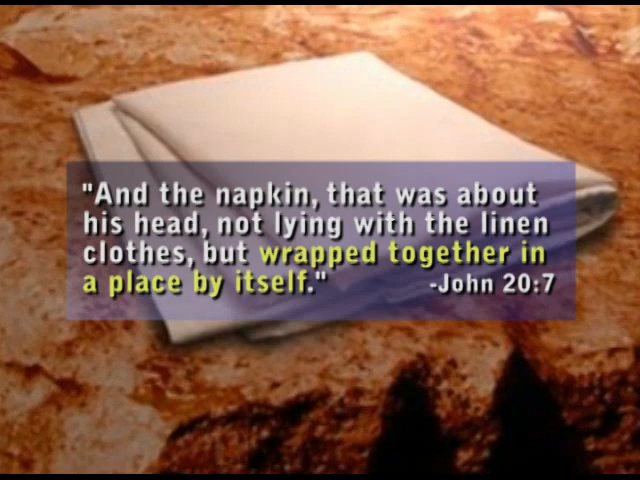 "And the napkin, that was about
his head, not lying with the linen
clothes, but wrapped together in
a place by itself."
-John 20:7